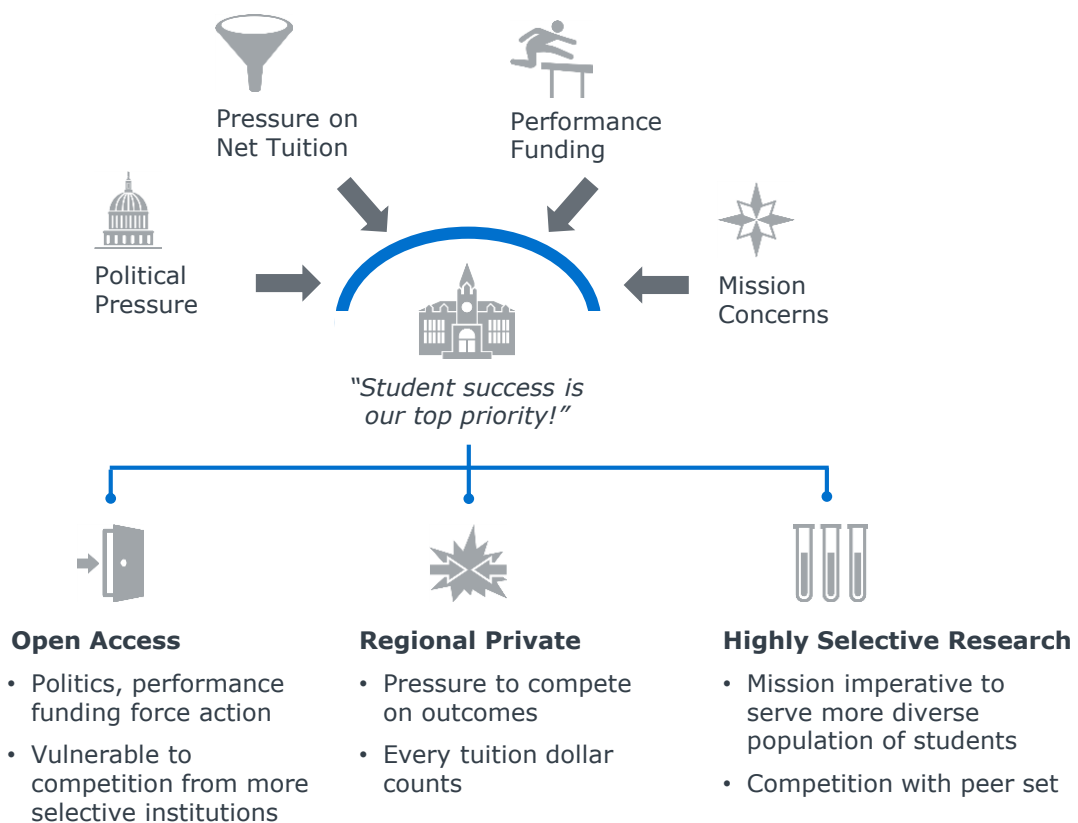 Pressure on
Net Tuition
Performance
Funding
Political
Pressure
Mission
Concerns
“Student success is
our top priority!”
Open Access
• Politics, performance
funding force action
• Vulnerable to
competition from more
selective institutions
Regional Private
• Pressure to compete
on outcomes
• Every tuition dollar
counts
Highly Selective Research
• Mission imperative to
serve more diverse
population of students
• Competition with peer set